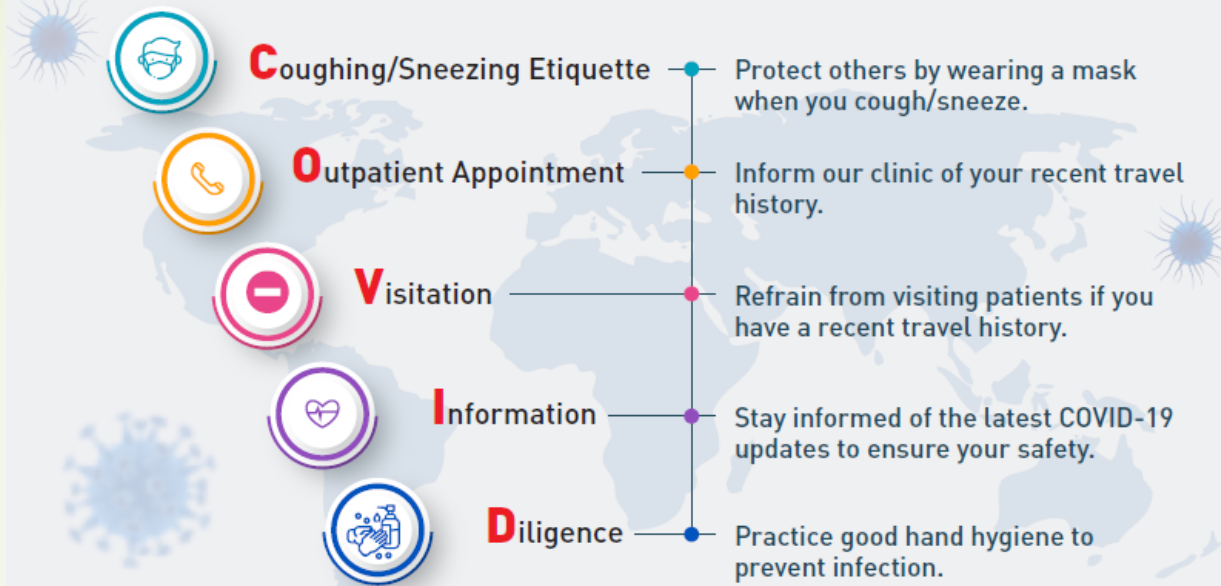 Coughing/Sneezing Etiquette
Protect others by wearing a mask
when you cough/sneeze.
Outpatient Appointment
Inform our clinic of your recent travel
history.
Visitation
Refrain from visiting patients if you
have a recent travel history.
Information
Stay informed of the latest COVID-19
updates to ensure your safety.
Diligence
Practice good hand hygiene to
prevent infection.